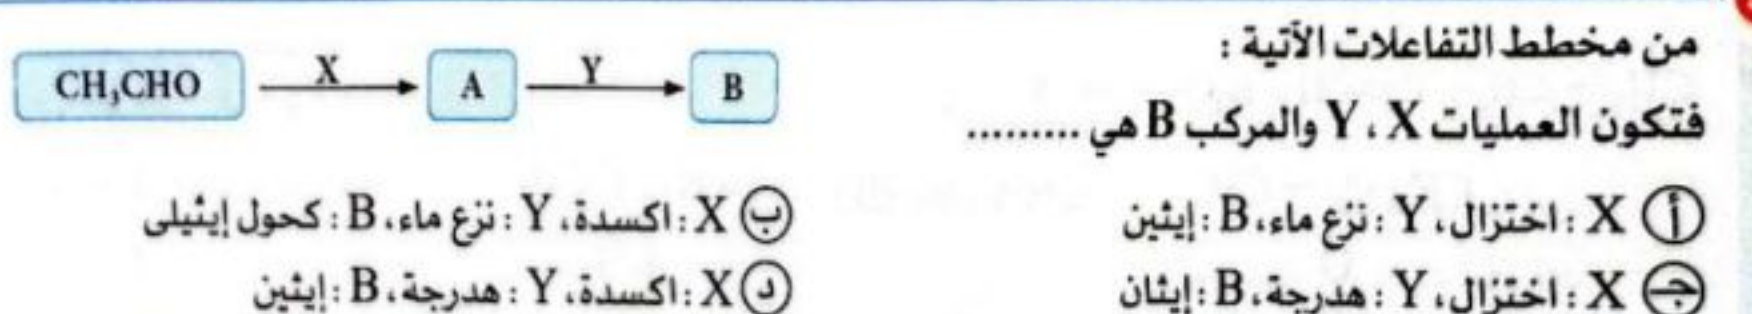 من مخطط التفاعلات الآتية :
CH₃CHO X A Y B
فتكون العمليات X ، Y والمركب B هي .........
أ X : اختزال، Y : نزع ماء، B : إيثين
ب X : اكسدة، Y : نزع ماء، B : كحول إيثيلى
جـ X : اختزال، Y : هدرجة، B : إيثان
د X : اكسدة، Y : هدرجة، B : إيثين